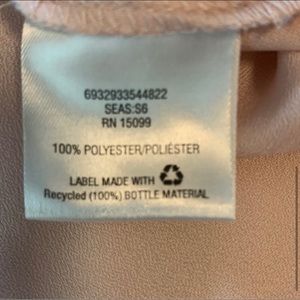 6932933544822
SEAS:S6
RN 15099
100% POLYESTER/POLIÉSTER
LABEL MADE WITH
Recycled (100%) BOTTLE MATERIAL